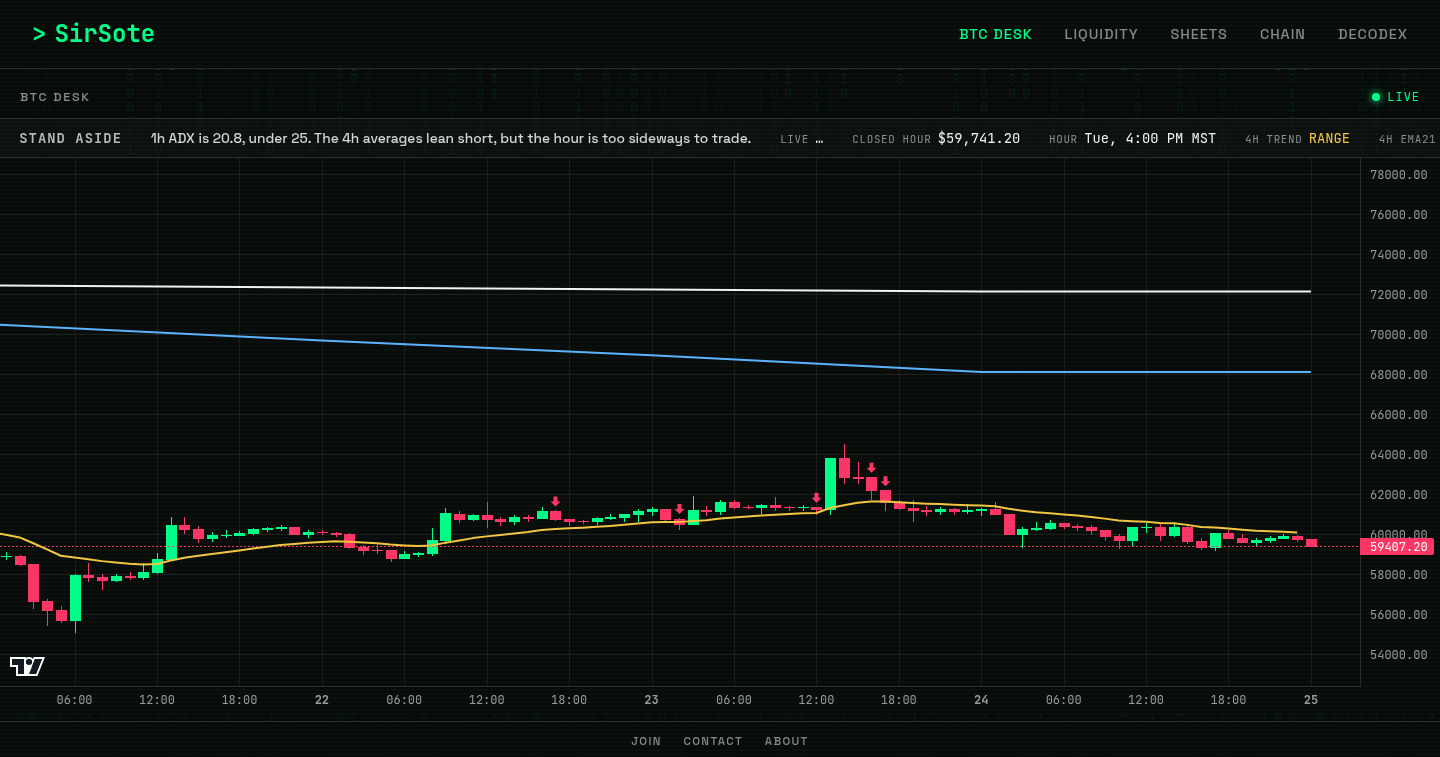 > SirSote
BTC DESK LIQUIDITY SHEETS CHAIN DECODEX
BTC DESK
LIVE
STAND ASIDE 1h ADX is 20.8, under 25. The 4h averages lean short, but the hour is too sideways to trade. LIVE … CLOSED HOUR $59,741.20 HOUR Tue, 4:00 PM MST 4H TREND RANGE 4H EMA21
78000.00
76000.00
74000.00
72000.00
70000.00
68000.00
66000.00
64000.00
62000.00
60000.00
59407.20
58000.00
56000.00
54000.00
06:00 12:00 18:00 22 06:00 12:00 18:00 23 06:00 12:00 18:00 24 06:00 12:00 18:00 25
JOIN CONTACT ABOUT